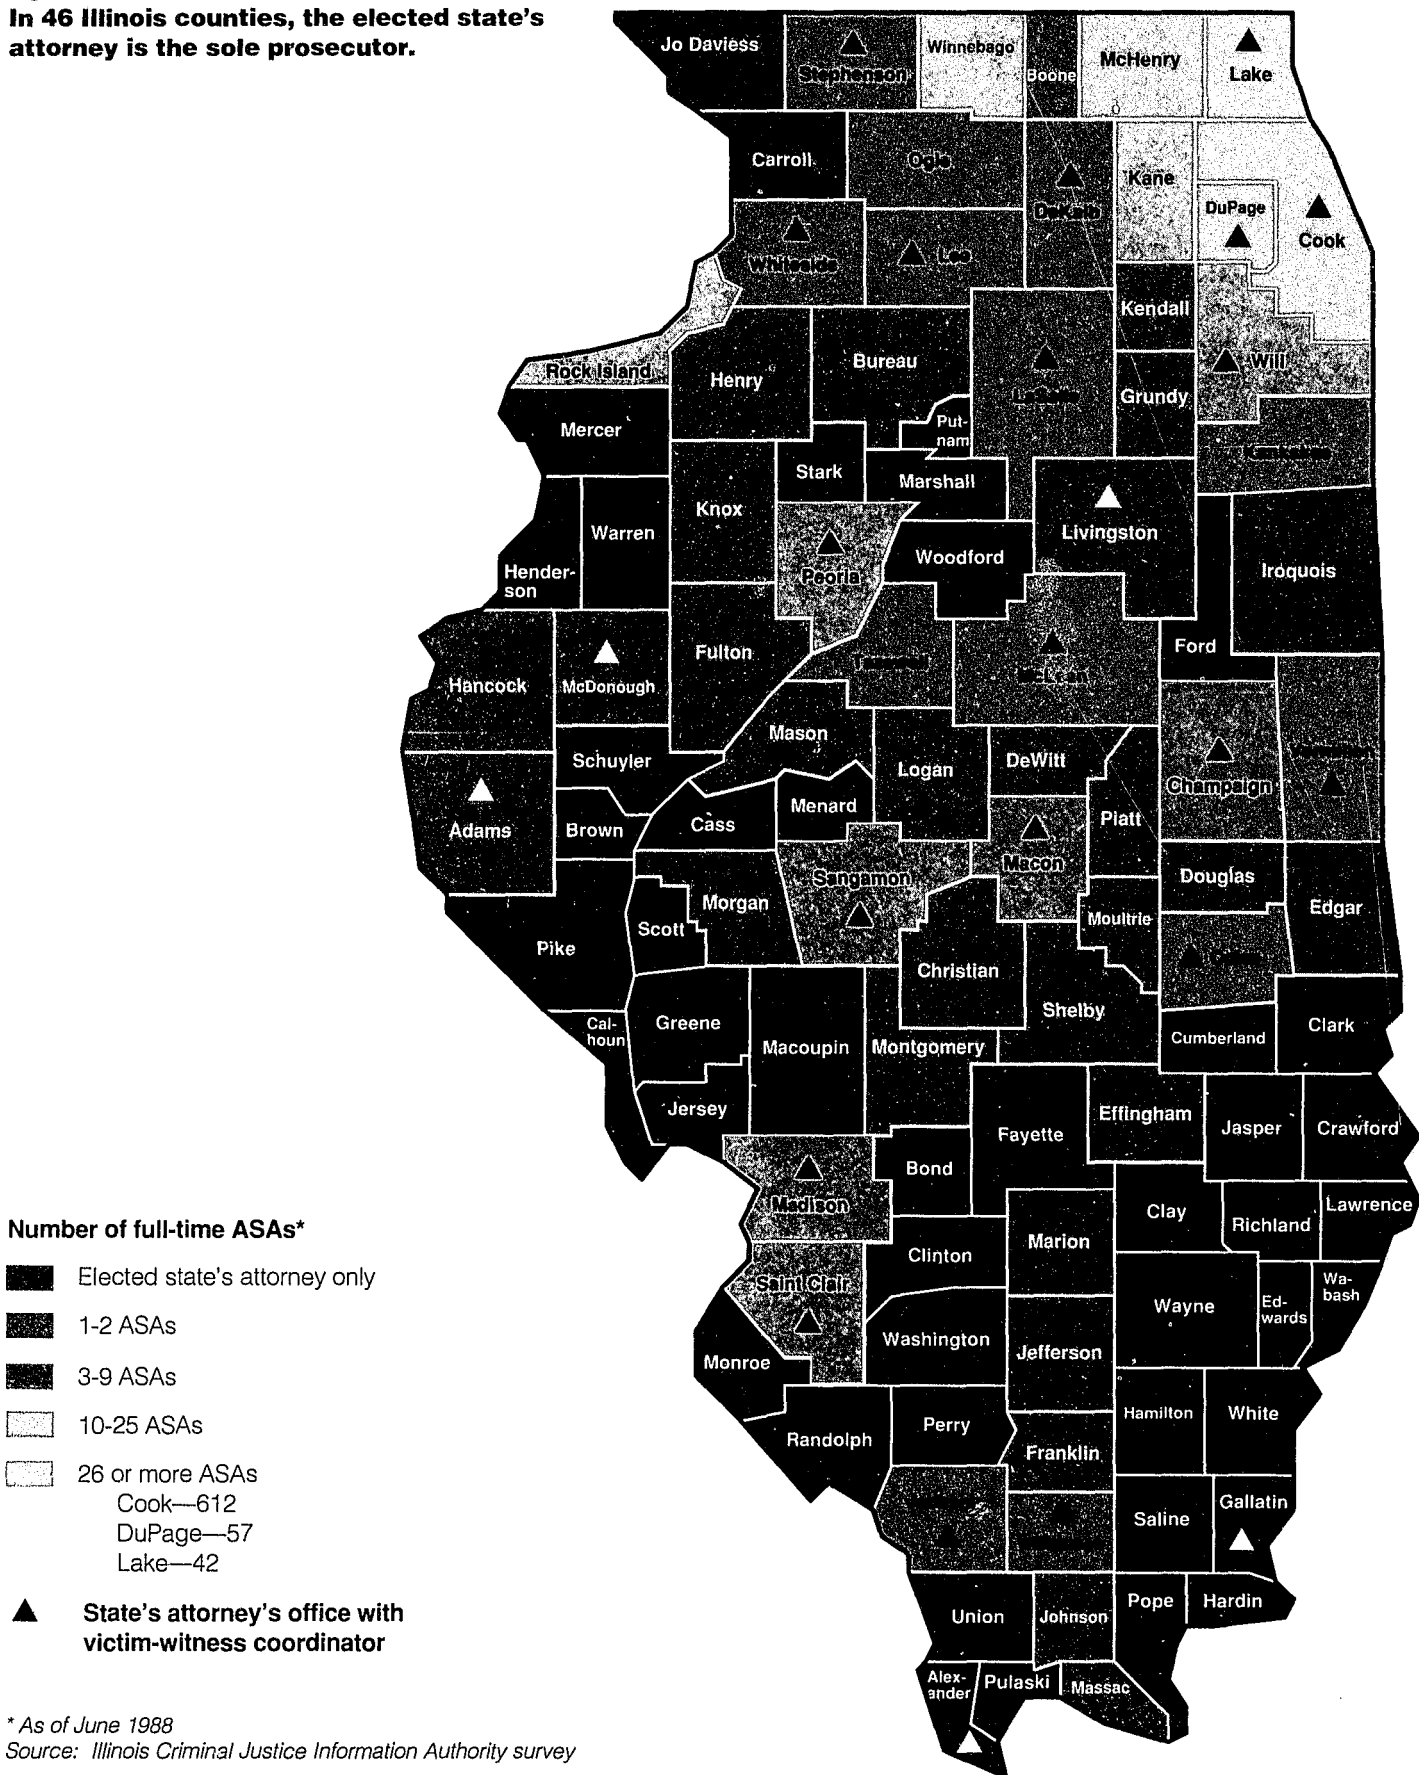 In 46 Illinois counties, the elected state's
attorney is the sole prosecutor.
Jo Daviess
Stephenson
Winnebago
Boone
McHenry
Lake
Carroll
Ogle
DeKalb
Kane
DuPage
Cook
Whiteside
Lee
Kendall
Rock Island
Henry
Bureau
LaSalle
Will
Grundy
Mercer
Put-
nam
Kankakee
Stark
Marshall
Knox
Warren
Livingston
Hender-
son
Peoria
Woodford
Iroquois
Hancock
McDonough
Fulton
Tazewell
McLean
Ford
Schuyler
Mason
Logan
DeWitt
Champaign
Adams
Brown
Cass
Menard
Piatt
Macon
Sangamon
Douglas
Edgar
Pike
Scott
Morgan
Moultrie
Christian
Shelby
Cal-
houn
Greene
Macoupin
Montgomery
Cumberland
Clark
Jersey
Fayette
Effingham
Jasper
Crawford
Bond
Madison
Clay
Richland
Lawrence
Clinton
Marion
Saint Clair
Wayne
Ed-
wards
Wa-
bash
Monroe
Washington
Jefferson
Randolph
Perry
Franklin
Hamilton
White
Saline
Gallatin
Union
Johnson
Pope
Hardin
Alex-
ander
Pulaski
Massac
Number of full-time ASAs*
Elected state's attorney only
1-2 ASAs
3-9 ASAs
10-25 ASAs
26 or more ASAs
Cook—612
DuPage—57
Lake—42
State's attorney's office with
victim-witness coordinator
* As of June 1988
Source: Illinois Criminal Justice Information Authority survey